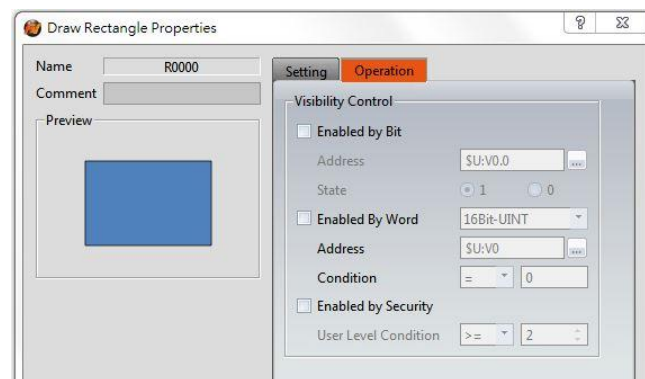 Draw Rectangle Properties
Name R0000
Comment
Preview
Setting Operation
Visibility Control
Enabled by Bit
Address $U:V0.0 ...
State 1 0
Enabled By Word 16Bit-UINT
Address $U:V0 ...
Condition = 0
Enabled by Security
User Level Condition >= 2